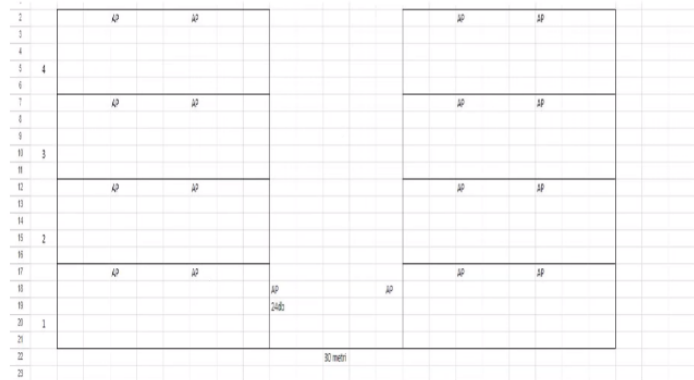 2 AP AP AP AP
3
4
5 4
6
7 AP AP AP AP
8
9
10 3
11
12 AP AP AP AP
13
14
15 2
16
17 AP AP AP AP
18 AP AP
19 24db
20 1
21
22 metri
23